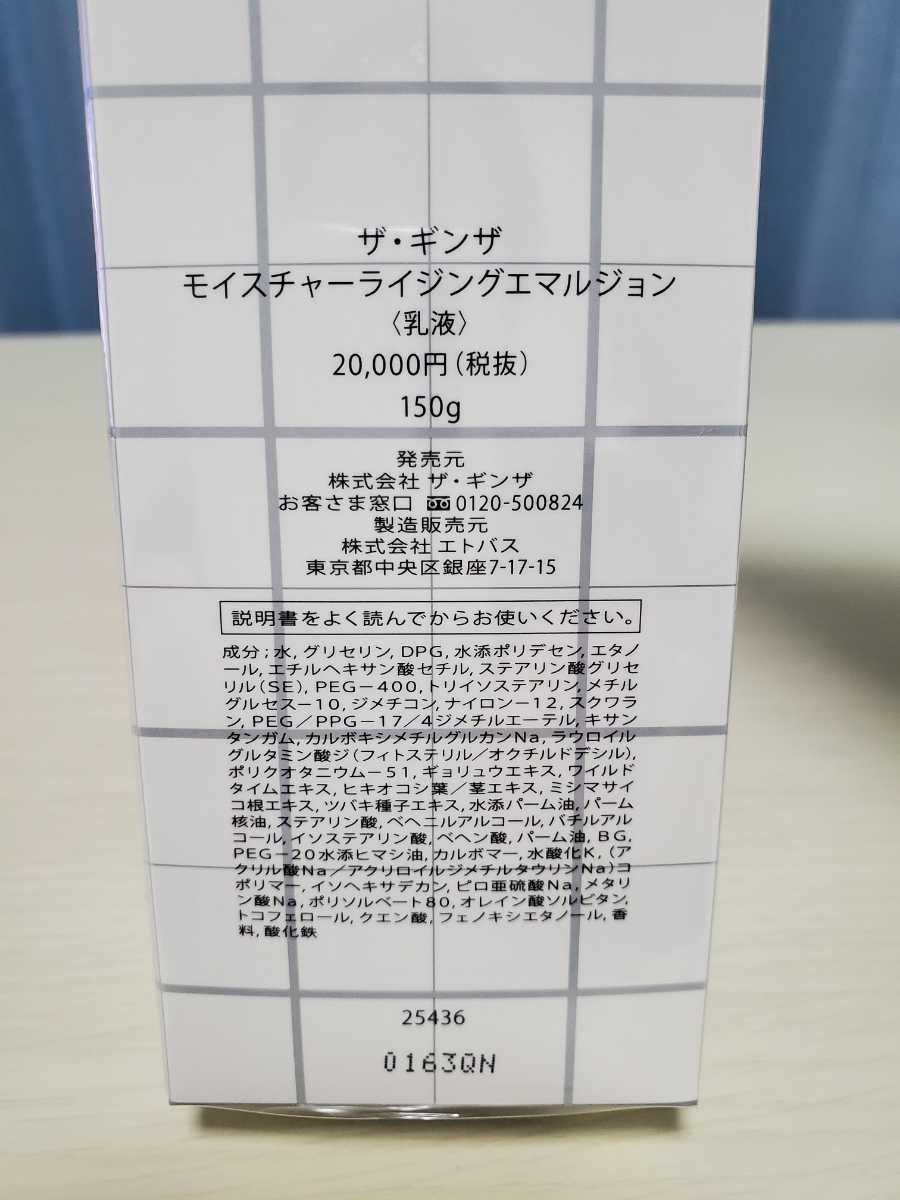 ザ・ギンザ
モイスチャーライジングエマルジョン
〈乳液〉
20,000円(税抜)
150g
発売元
株式会社 ザ・ギンザ
お客さま窓口 0120-500824
製造販売元
株式会社 エトバス
東京都中央区銀座7-17-15
説明書をよく読んでからお使いください。
成分;水, グリセリン, DPG, 水添ポリデセン, エタノ
ール, エチルヘキサン酸セチル, ステアリン酸グリセ
リル(SE), PEG-400, トリイソステアリン, メチル
グルセス-10, ジメチコン, ナイロン-12, スクワラ
ン, PEG/PPG-17/4ジメチルエーテル, キサン
タンガム, カルボキシメチルグルカンNa, ラウロイル
グルタミン酸ジ(フィトステリル/オクチルドデシル),
ポリクオタニウム-51, ギョリュウエキス, ワイルド
タイムエキス, ヒキオコシ葉/茎エキス, ミシマサイ
コ根エキス, ツバキ種子エキス, 水添パーム油, パーム
核油, ステアリン酸, ベヘニルアルコール, バチルアル
コール, イソステアリン酸, ベヘン酸, パーム油, BG,
PEG-20水添ヒマシ油, カルボマー, 水酸化K, (ア
クリル酸Na/アクリロイルジメチルタウリンNa)コ
ポリマー, イソヘキサデカン, ピロ亜硫酸Na, メタリ
ン酸Na, ポリソルベート80, オレイン酸ソルビタン,
トコフェロール, クエン酸, フェノキシエタノール, 香
料, 酸化鉄
25436
0163QN